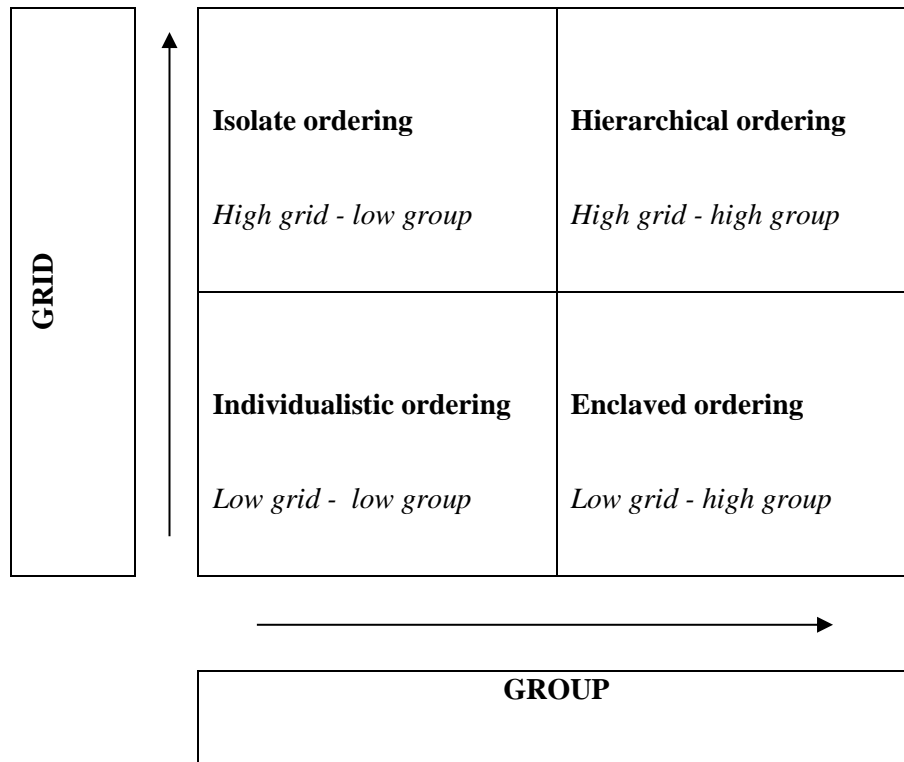 GRID
Isolate ordering
High grid - low group
Hierarchical ordering
High grid - high group
Individualistic ordering
Low grid -  low group
Enclaved ordering
Low grid - high group
GROUP